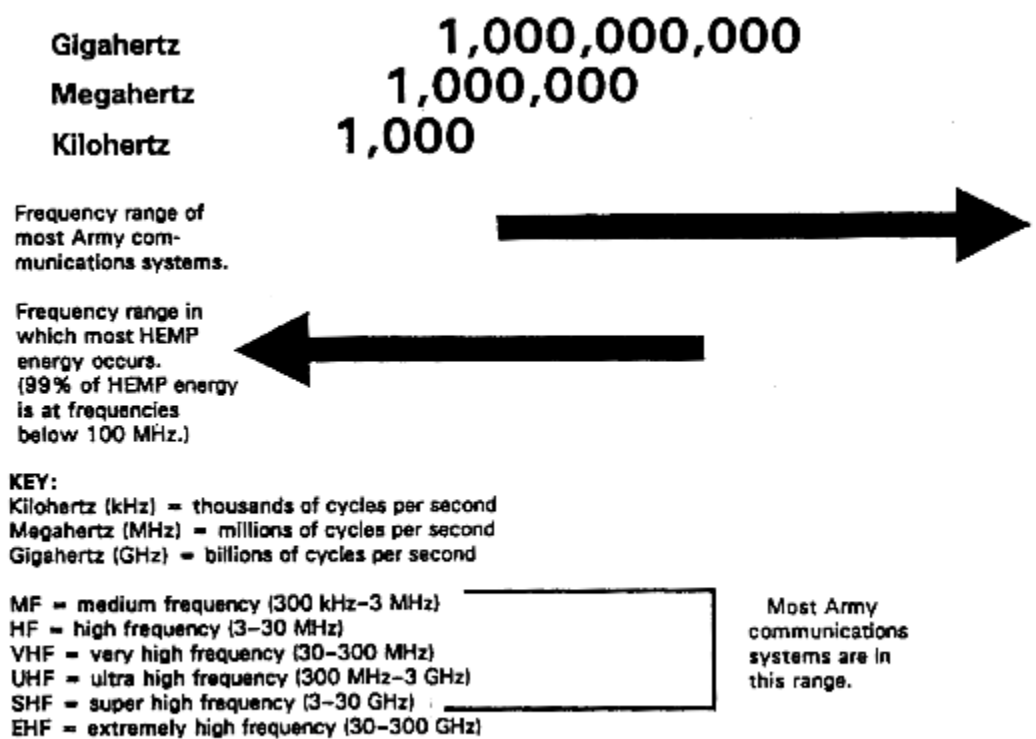 Gigahertz 1,000,000,000
Megahertz 1,000,000
Kilohertz 1,000
Frequency range of
most Army com-
munications systems.
Frequency range in
which most HEMP
energy occurs.
(99% of HEMP energy
is at frequencies
below 100 MHz.)
KEY:
Kilohertz (kHz) = thousands of cycles per second
Megahertz (MHz) = millions of cycles per second
Gigahertz (GHz) = billions of cycles per second
MF = medium frequency (300 kHz–3 MHz)
HF = high frequency (3–30 MHz)
VHF = very high frequency (30–300 MHz)
UHF = ultra high frequency (300 MHz–3 GHz)
SHF = super high frequency (3–30 GHz)
EHF = extremely high frequency (30–300 GHz)
Most Army
communications
systems are in
this range.